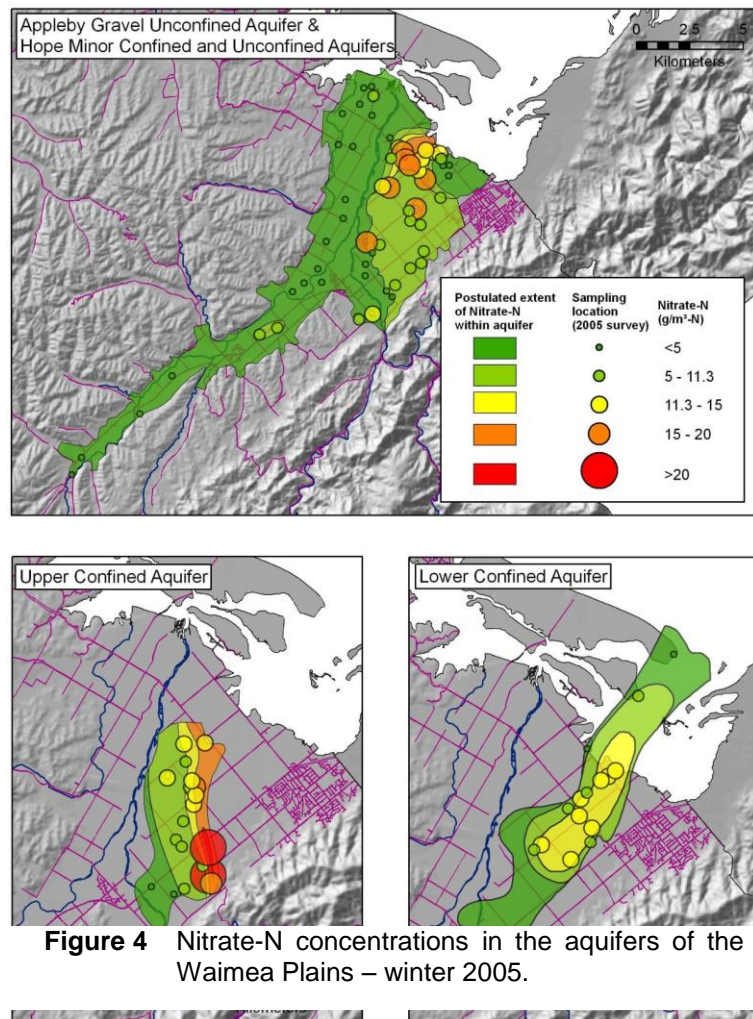 Appleby Gravel Unconfined Aquifer &
Hope Minor Confined and Unconfined Aquifers
0 2.5 5
Kilometers
Postulated extent of Nitrate-N within aquifer
Sampling location (2005 survey)
Nitrate-N (g/m³-N)
<5
5 - 11.3
11.3 - 15
15 - 20
>20
Upper Confined Aquifer
Lower Confined Aquifer
Figure 4 Nitrate-N concentrations in the aquifers of the
Waimea Plains – winter 2005.
Kilometers